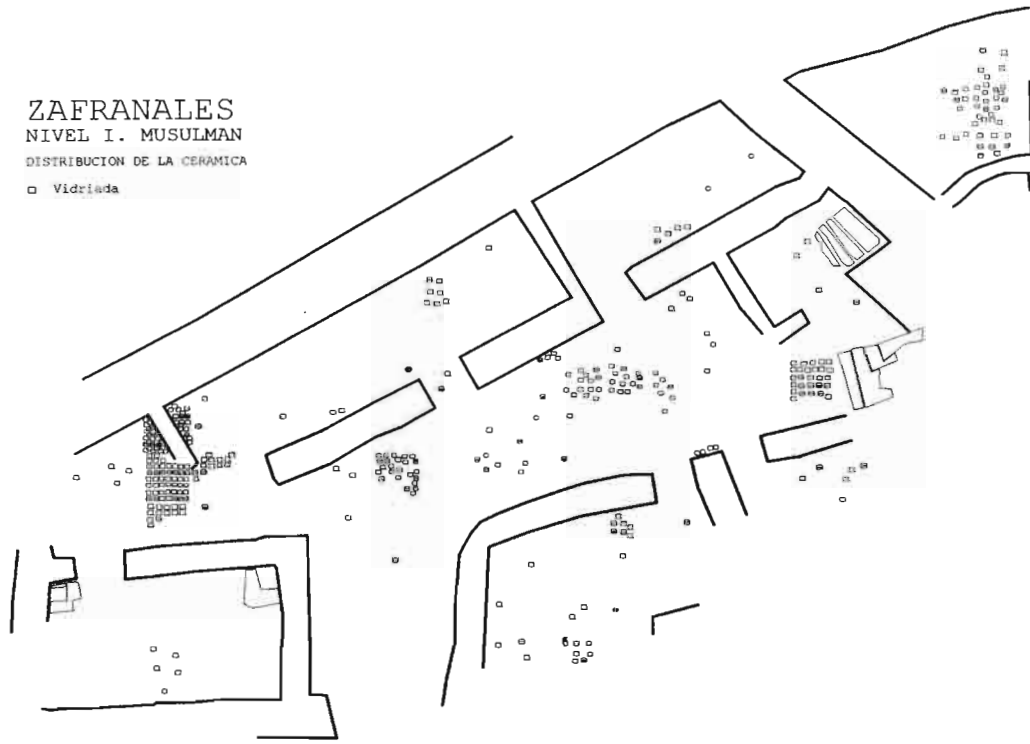 ZAFRANALES
NIVEL I. MUSULMAN
DISTRIBUCION DE LA CERAMICA
Vidriada